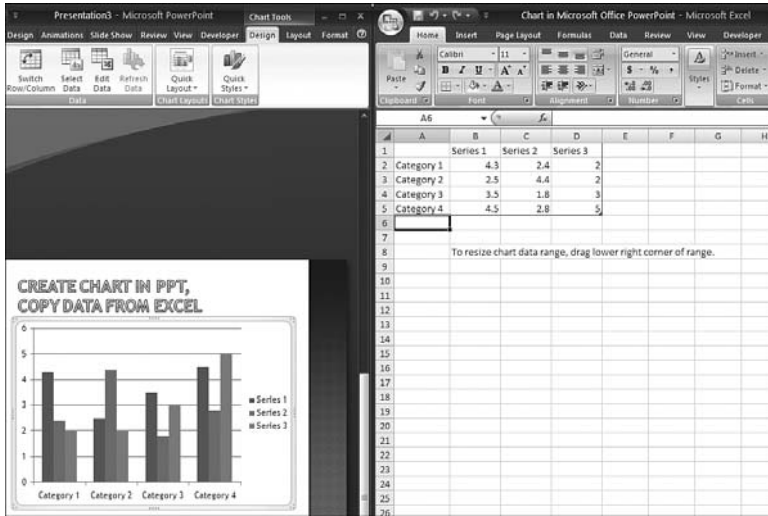 Presentation3 - Microsoft PowerPoint
Chart Tools
Design Animations Slide Show Review View Developer Design Layout Format
Switch Row/Column
Select Data
Edit Data
Refresh Data
Quick Layout
Quick Styles
Data
Chart Layouts
Chart Styles
CREATE CHART IN PPT,
COPY DATA FROM EXCEL
6
5
4
3
2
1
0
Category 1 Category 2 Category 3 Category 4
Series 1
Series 2
Series 3
Chart in Microsoft Office PowerPoint - Microsoft Excel
Home Insert Page Layout Formulas Data Review View Developer
Paste
Calibri 11
B I U A A
A
General
$ % ,
Styles
Insert
Delete
Format
Clipboard Font Alignment Number Cells
A6 fx
A B C D E F G H
1 Series 1 Series 2 Series 3
2 Category 1 4.3 2.4 2
3 Category 2 2.5 4.4 2
4 Category 3 3.5 1.8 3
5 Category 4 4.5 2.8 5
6
7
8 To resize chart data range, drag lower right corner of range.
9
10
11
12
13
14
15
16
17
18
19
20
21
22
23
24
25
26